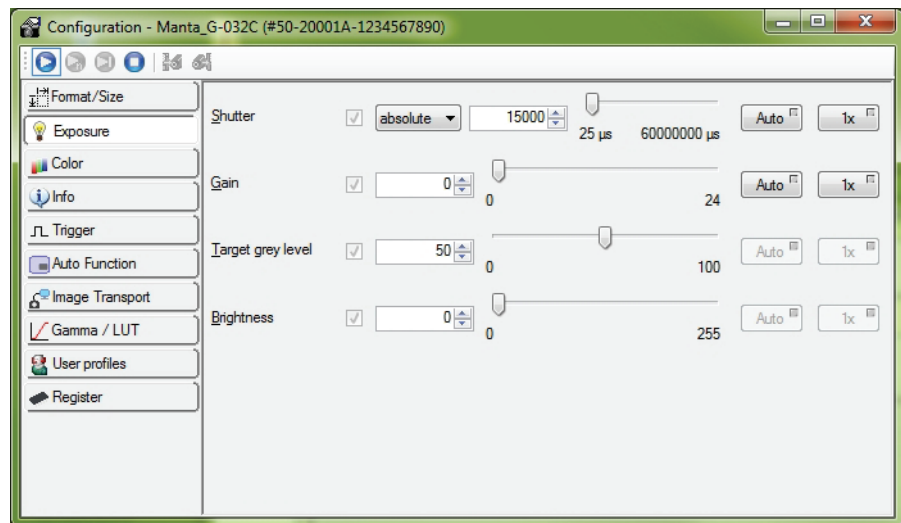 Configuration - Manta_G-032C (#50-20001A-1234567890)
Format/Size
Exposure
Color
Info
Trigger
Auto Function
Image Transport
Gamma / LUT
User profiles
Register
Shutter absolute 15000 25 µs 60000000 µs Auto 1x
Gain 0 0 24 Auto 1x
Target grey level 50 0 100 Auto 1x
Brightness 0 0 255 Auto 1x